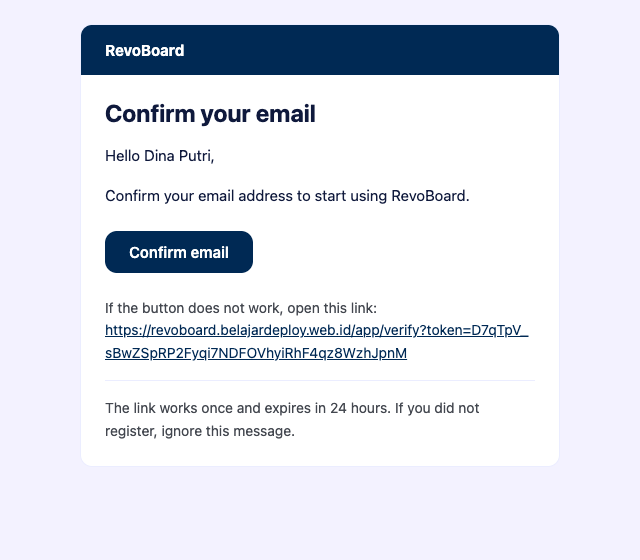 RevoBoard
Confirm your email
Hello Dina Putri,
Confirm your email address to start using RevoBoard.
Confirm email
If the button does not work, open this link:
https://revoboard.belajardeploy.web.id/app/verify?token=D7qTpV_
sBwZSpRP2Fyqi7NDFOVhyiRhF4qz8WzhJpnM
The link works once and expires in 24 hours. If you did not
register, ignore this message.